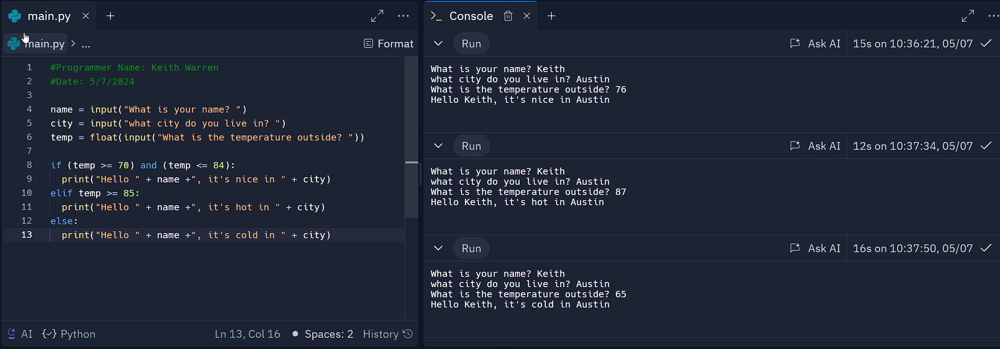 main.py
main.py > ...
Format
1 #Programmer Name: Keith Warren
2 #Date: 5/7/2024
3
4 name = input("What is your name? ")
5 city = input("what city do you live in? ")
6 temp = float(input("What is the temperature outside? "))
7
8 if (temp >= 70) and (temp <= 84):
9   print("Hello " + name +", it's nice in " + city)
10 elif temp >= 85:
11   print("Hello " + name +", it's hot in " + city)
12 else:
13   print("Hello " + name +", it's cold in " + city)
AI {✓} Python Ln 13, Col 16 ● Spaces: 2 History
>_ Console
Run Ask AI 15s on 10:36:21, 05/07
What is your name? Keith
what city do you live in? Austin
What is the temperature outside? 76
Hello Keith, it's nice in Austin
Run Ask AI 12s on 10:37:34, 05/07
What is your name? Keith
what city do you live in? Austin
What is the temperature outside? 87
Hello Keith, it's hot in Austin
Run Ask AI 16s on 10:37:50, 05/07
What is your name? Keith
what city do you live in? Austin
What is the temperature outside? 65
Hello Keith, it's cold in Austin